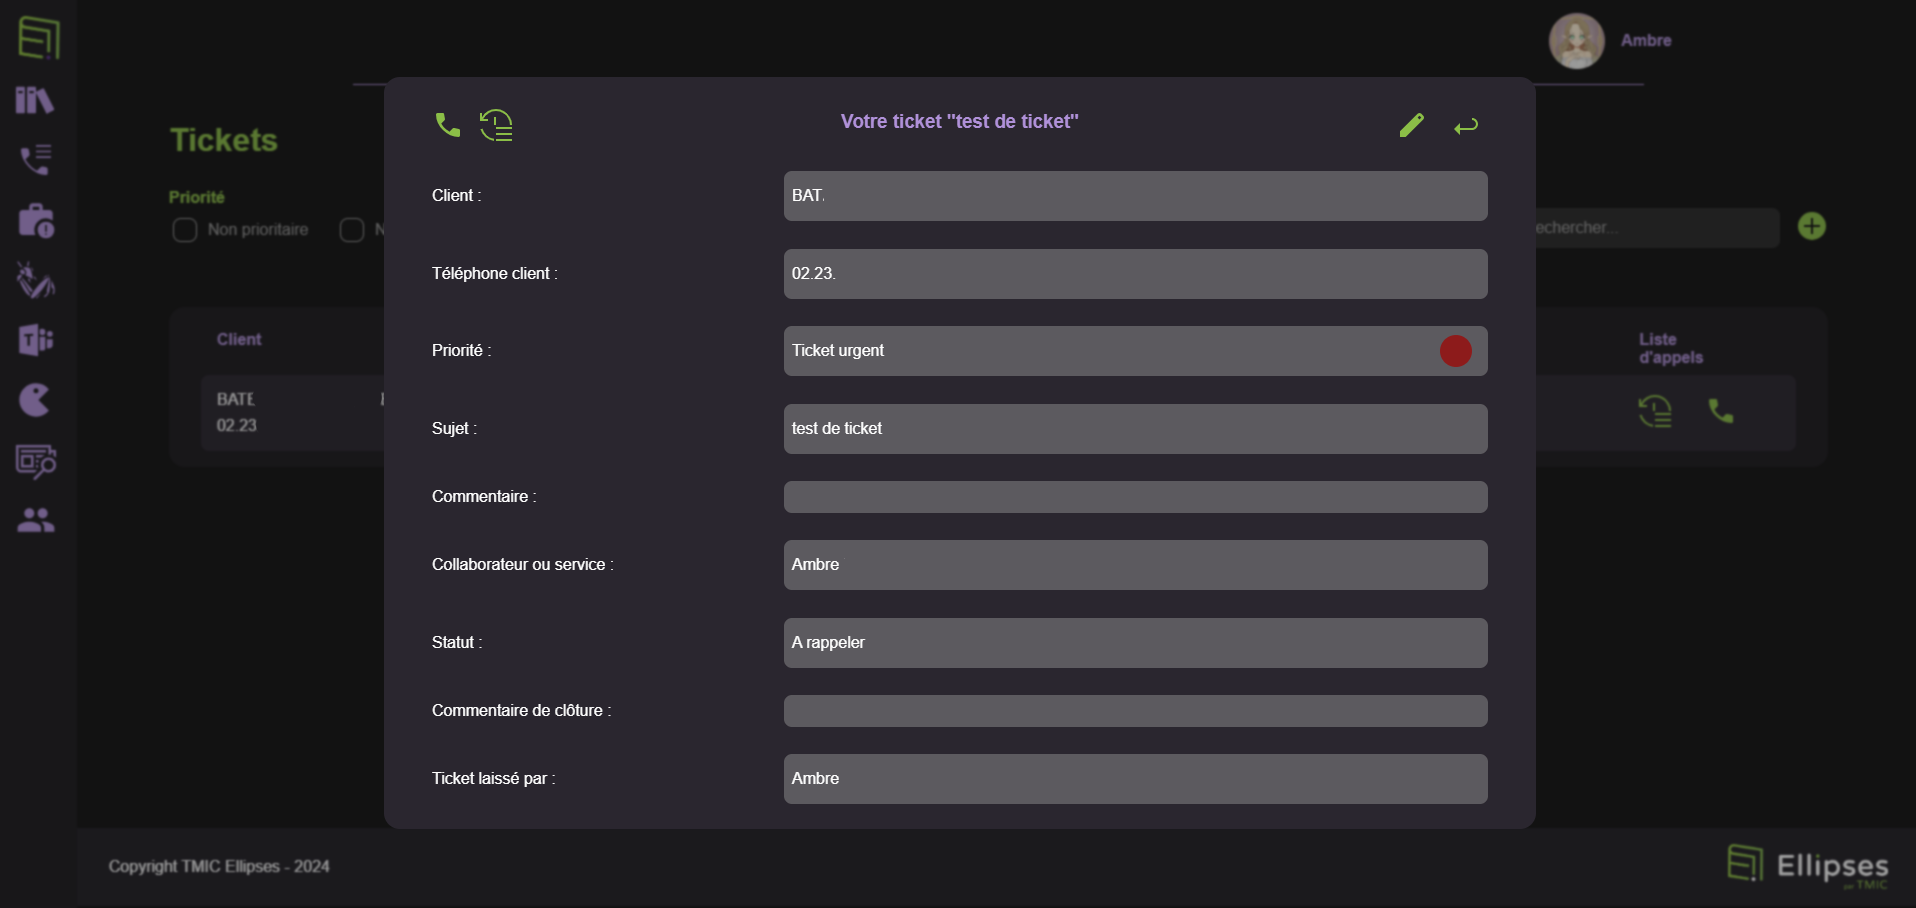 Ambre
Tickets
Priorité
Non prioritaire
N
echercher...
Client
Liste
d'appels
BATE
02.23
Votre ticket "test de ticket"
Client :
BAT.
Téléphone client :
02.23.
Priorité :
Ticket urgent
Sujet :
test de ticket
Commentaire :
Collaborateur ou service :
Ambre
Statut :
A rappeler
Commentaire de clôture :
Ticket laissé par :
Ambre
Copyright TMIC Ellipses - 2024
Ellipses
par TMIC